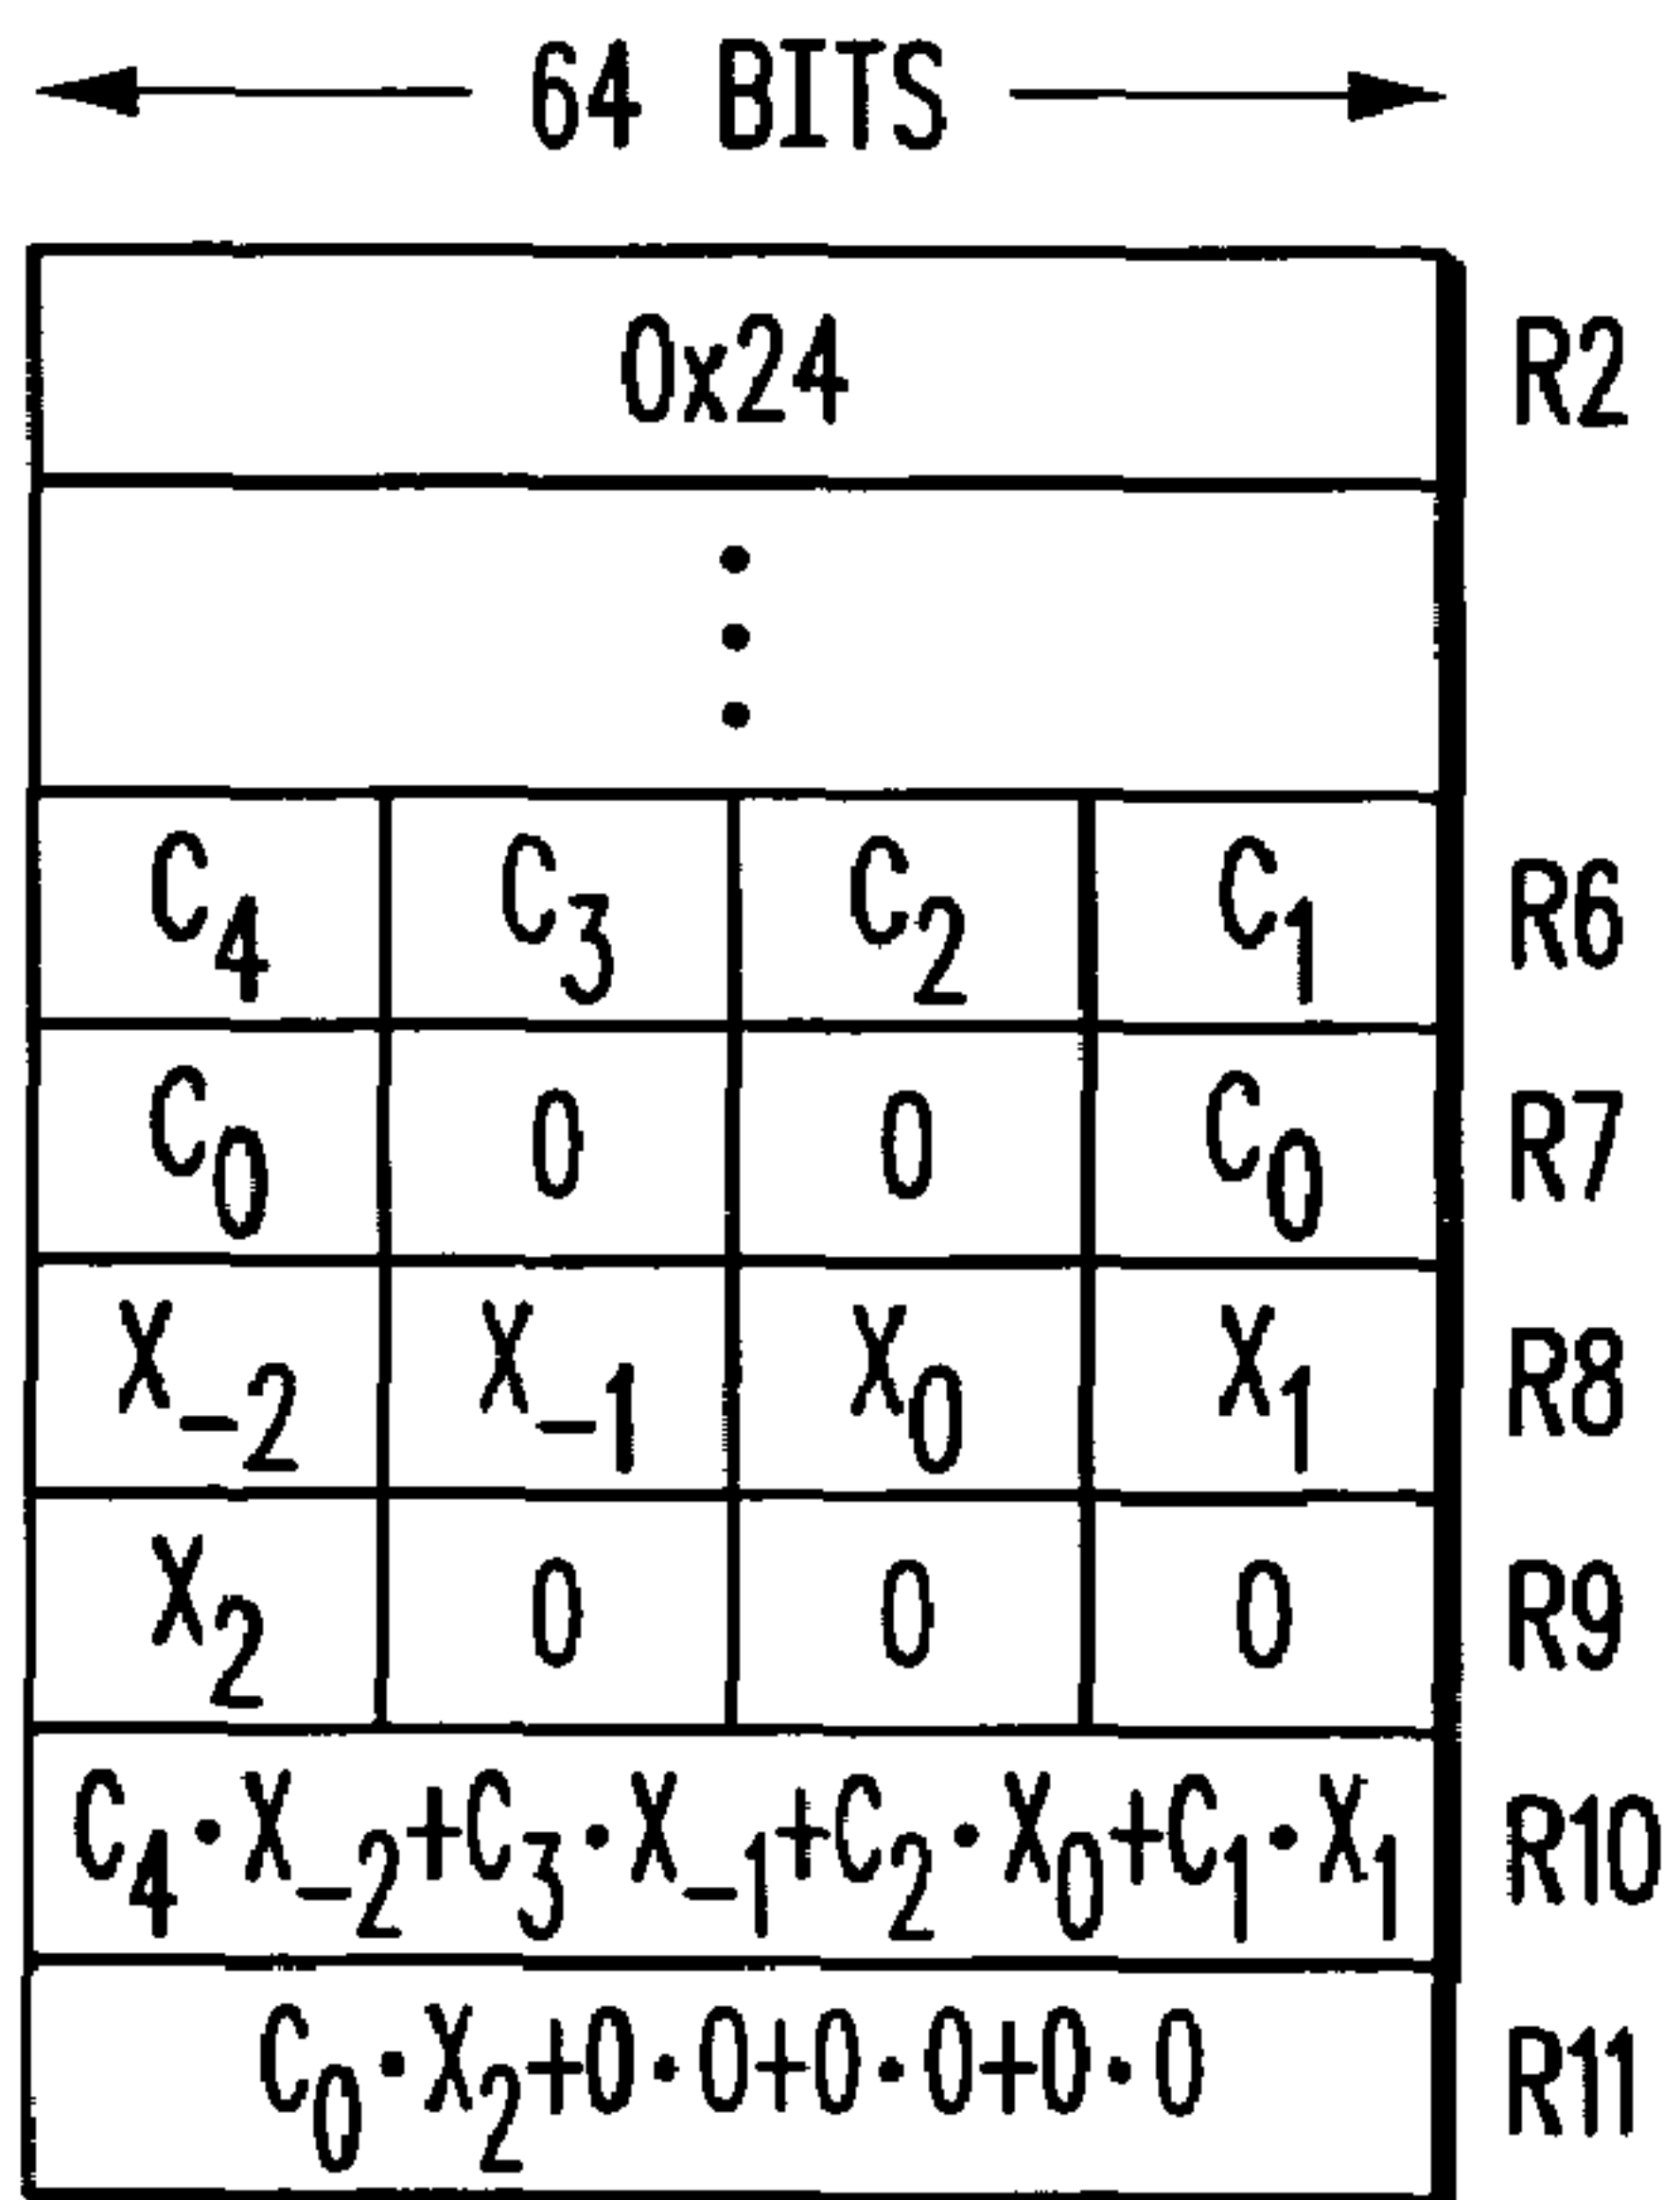 64 BITS
0x24 R2
C4 C3 C2 C1 R6
C0 0 0 C0 R7
X-2 X-1 X0 X1 R8
X2 0 0 0 R9
C4·X-2+C3·X-1+C2·X0+C1·X1 R10
C0·X2+0·0+0·0+0·0 R11